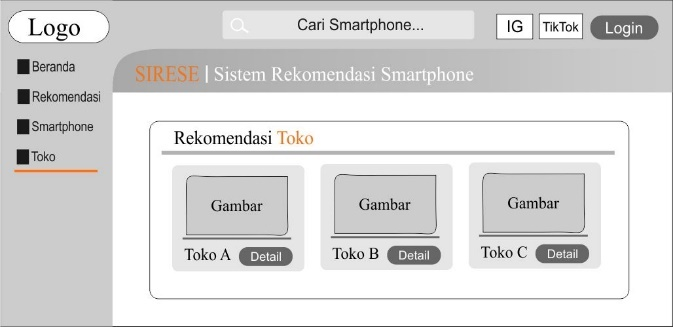 Logo
Cari Smartphone...
IG
TikTok
Login
Beranda
Rekomendasi
Smartphone
Toko
SIRESE | Sistem Rekomendasi Smartphone
Rekomendasi Toko
Gambar
Toko A
Detail
Gambar
Toko B
Detail
Gambar
Toko C
Detail